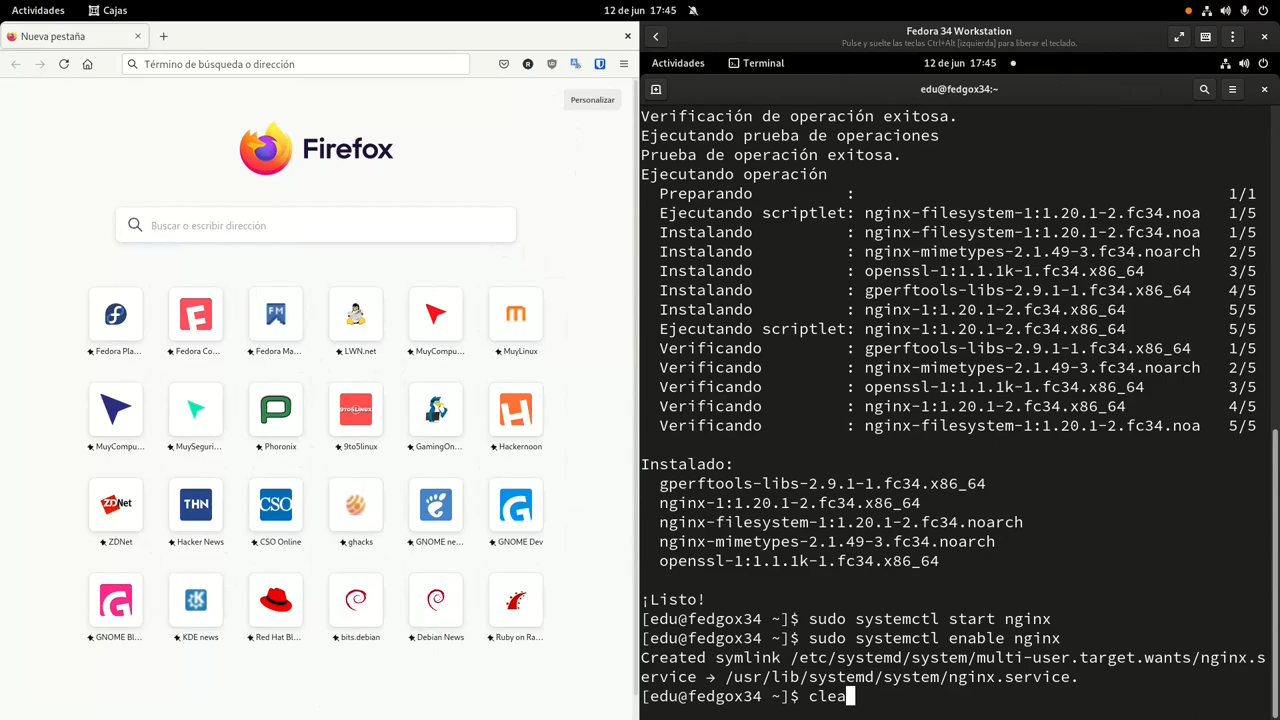 Actividades Cajas 12 de jun 17:45
Nueva pestaña
Término de búsqueda o dirección
Personalizar
Firefox
Buscar o escribir dirección
Fedora Pla... Fedora Co... Fedora Ma... LWN.net MuyCompu... MuyLinux
MuyCompu... MuySeguri... Phoronix 9to5linux GamingOn... Hackernoon
ZDNet Hacker News CSO Online ghacks GNOME ne... GNOME Dev
GNOME Bl... KDE news Red Hat Bl... bits.debian Debian News Ruby on Ra...
Fedora 34 Workstation
Pulse y suelte las teclas Ctrl+Alt [izquierda] para liberar el teclado.
Actividades Terminal 12 de jun 17:45
edu@fedgox34:~
Verificación de operación exitosa.
Ejecutando prueba de operaciones
Prueba de operación exitosa.
Ejecutando operación
Preparando : 1/1
Ejecutando scriptlet: nginx-filesystem-1:1.20.1-2.fc34.noa 1/5
Instalando : nginx-filesystem-1:1.20.1-2.fc34.noa 1/5
Instalando : nginx-mimetypes-2.1.49-3.fc34.noarch 2/5
Instalando : openssl-1:1.1.1k-1.fc34.x86_64 3/5
Instalando : gperftools-libs-2.9.1-1.fc34.x86_64 4/5
Instalando : nginx-1:1.20.1-2.fc34.x86_64 5/5
Ejecutando scriptlet: nginx-1:1.20.1-2.fc34.x86_64 5/5
Verificando : gperftools-libs-2.9.1-1.fc34.x86_64 1/5
Verificando : nginx-mimetypes-2.1.49-3.fc34.noarch 2/5
Verificando : openssl-1:1.1.1k-1.fc34.x86_64 3/5
Verificando : nginx-1:1.20.1-2.fc34.x86_64 4/5
Verificando : nginx-filesystem-1:1.20.1-2.fc34.noa 5/5
Instalado:
gperftools-libs-2.9.1-1.fc34.x86_64
nginx-1:1.20.1-2.fc34.x86_64
nginx-filesystem-1:1.20.1-2.fc34.noarch
nginx-mimetypes-2.1.49-3.fc34.noarch
openssl-1:1.1.1k-1.fc34.x86_64
¡Listo!
[edu@fedgox34 ~]$ sudo systemctl start nginx
[edu@fedgox34 ~]$ sudo systemctl enable nginx
Created symlink /etc/systemd/system/multi-user.target.wants/nginx.s
ervice → /usr/lib/systemd/system/nginx.service.
[edu@fedgox34 ~]$ clea